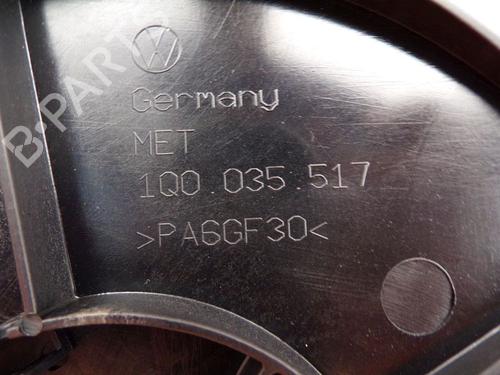 B-PARTS
Germany
MET
1Q0.035.517
>PA6GF30<